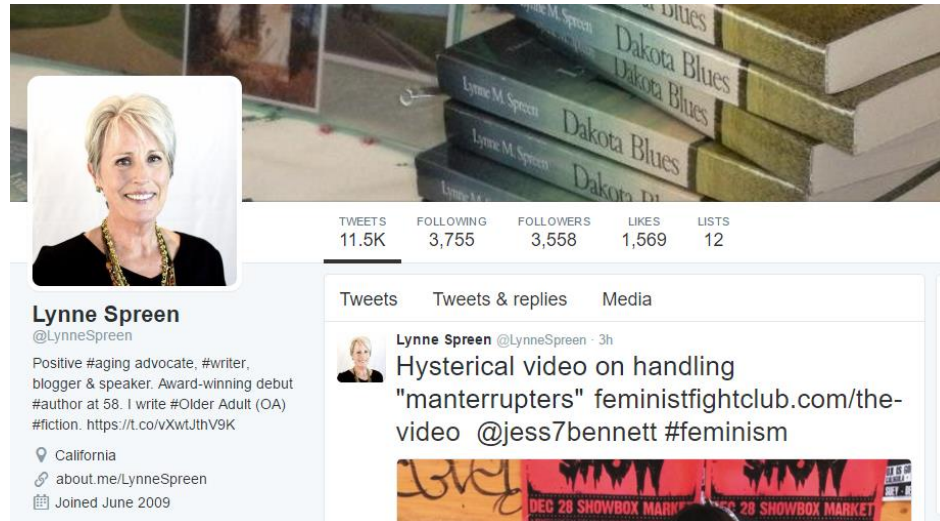 Lynne M. Spreen Dakota Blues
Dakota Blues
Lynne M. Spreen Dakota Blues
Lynne M. Spreen Dakota
TWEETS FOLLOWING FOLLOWERS LIKES LISTS
11.5K 3,755 3,558 1,569 12
Lynne Spreen
@LynneSpreen
Positive #aging advocate, #writer,
blogger & speaker. Award-winning debut
#author at 58. I write #Older Adult (OA)
#fiction. https://t.co/vXwtJthV9K
California
about.me/LynneSpreen
Joined June 2009
Tweets Tweets & replies Media
Lynne Spreen @LynneSpreen · 3h
Hysterical video on handling
"manterrupters" feministfightclub.com/the-
video @jess7bennett #feminism
SHOW SHOW
DEC 28 SHOWBOX MARKET DEC 28 SHOWBOX MARKET